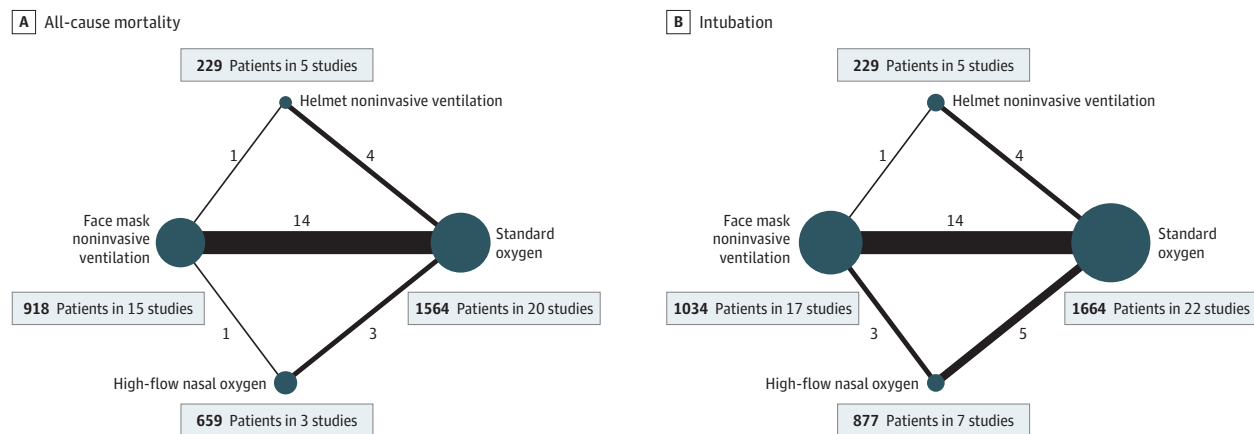 A All-cause mortality
229 Patients in 5 studies
Helmet noninvasive ventilation
1
4
14
Face mask
noninvasive
ventilation
Standard
oxygen
918 Patients in 15 studies
1564 Patients in 20 studies
1
3
High-flow nasal oxygen
659 Patients in 3 studies
B Intubation
229 Patients in 5 studies
Helmet noninvasive ventilation
1
4
14
Face mask
noninvasive
ventilation
Standard
oxygen
1034 Patients in 17 studies
1664 Patients in 22 studies
3
5
High-flow nasal oxygen
877 Patients in 7 studies